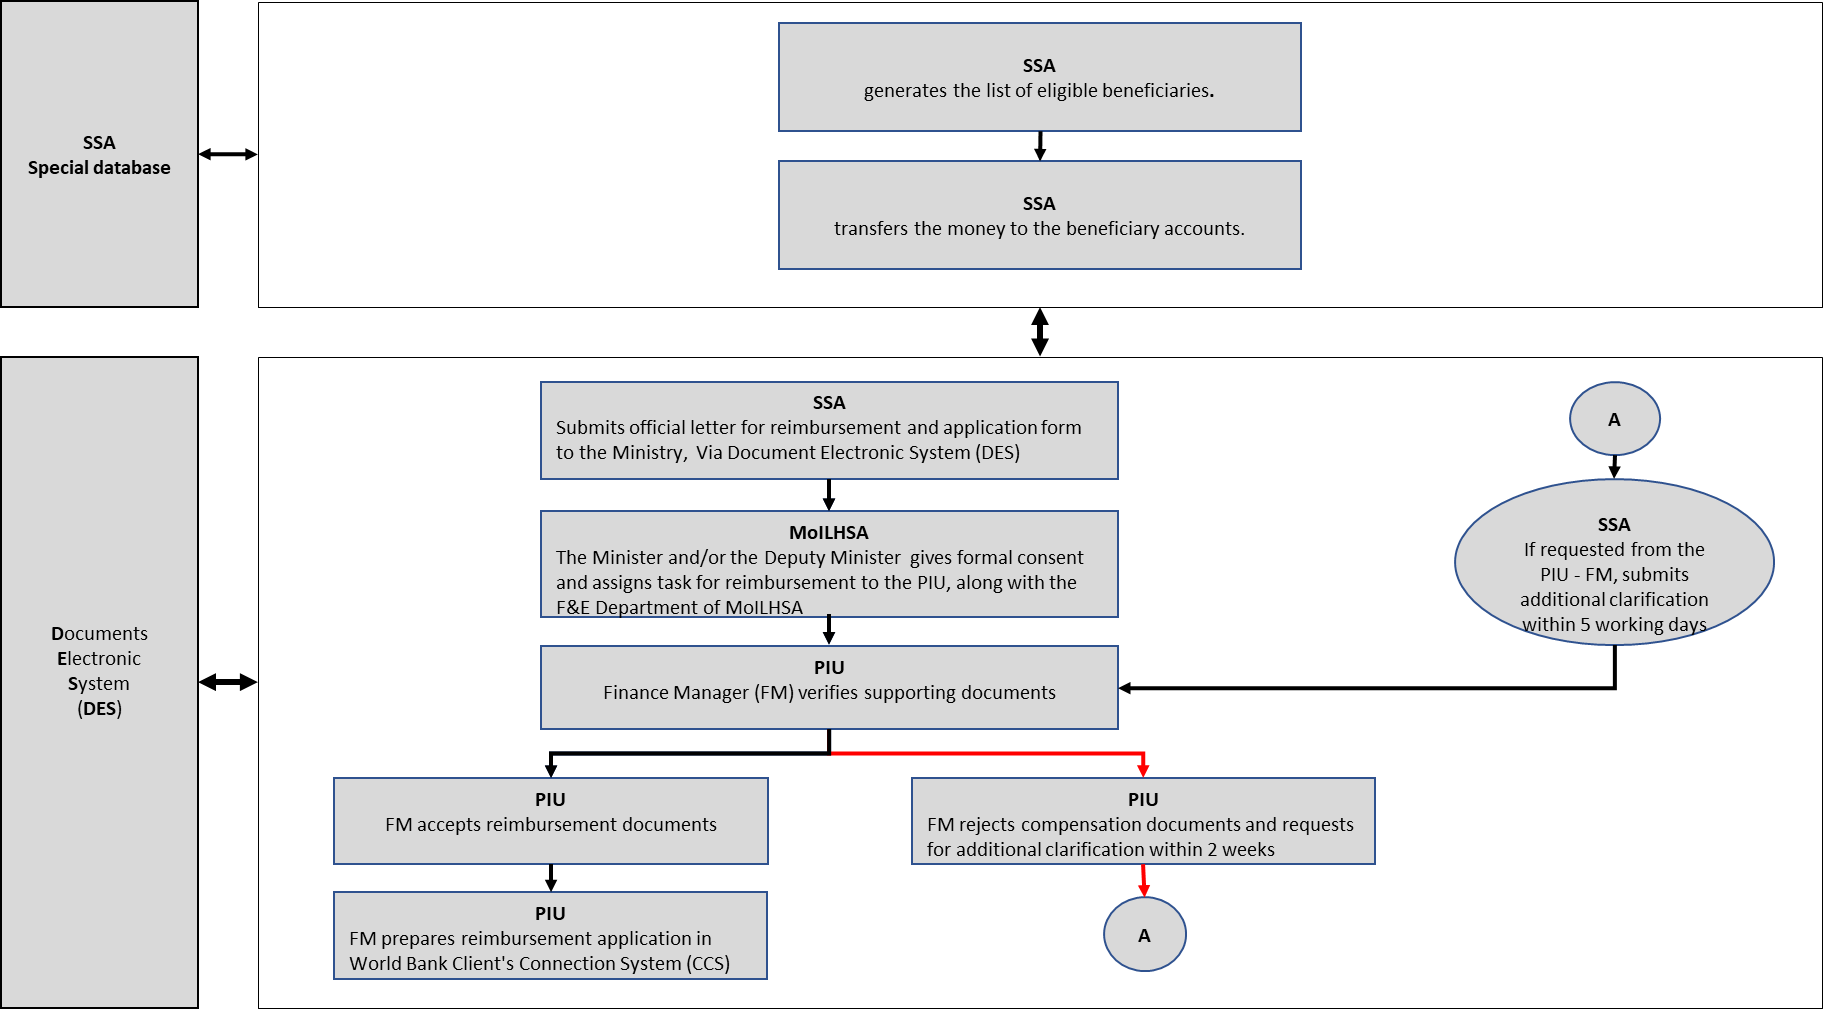 SSA
Special database
SSA
generates the list of eligible beneficiaries.
SSA
transfers the money to the beneficiary accounts.
Documents
Electronic
System
(DES)
SSA
Submits official letter for reimbursement and application form
to the Ministry, Via Document Electronic System (DES)
MoILHSA
The Minister and/or the Deputy Minister gives formal consent
and assigns task for reimbursement to the PIU, along with the
F&E Department of MoILHSA
PIU
Finance Manager (FM) verifies supporting documents
PIU
FM accepts reimbursement documents
PIU
FM prepares reimbursement application in
World Bank Client's Connection System (CCS)
PIU
FM rejects compensation documents and requests
for additional clarification within 2 weeks
A
A
SSA
If requested from the
PIU - FM, submits
additional clarification
within 5 working days